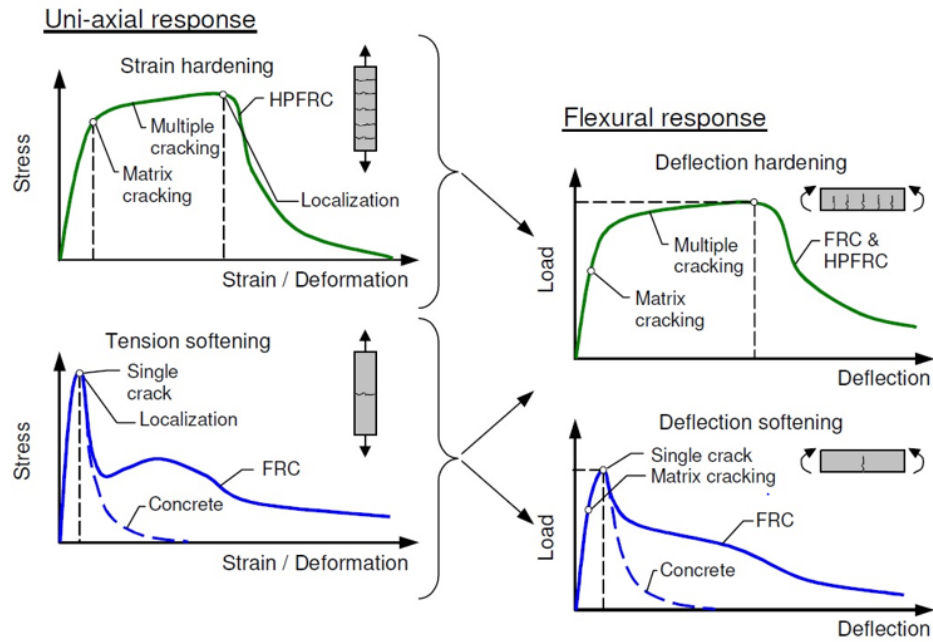 Uni-axial response
Strain hardening
HPFRC
Multiple
cracking
Matrix
cracking
Localization
Stress
Strain / Deformation
Tension softening
Single
crack
Localization
FRC
Concrete
Stress
Strain / Deformation
Flexural response
Deflection hardening
Multiple
cracking
FRC &
HPFRC
Matrix
cracking
Load
Deflection
Deflection softening
Single crack
Matrix cracking
FRC
Concrete
Load
Deflection